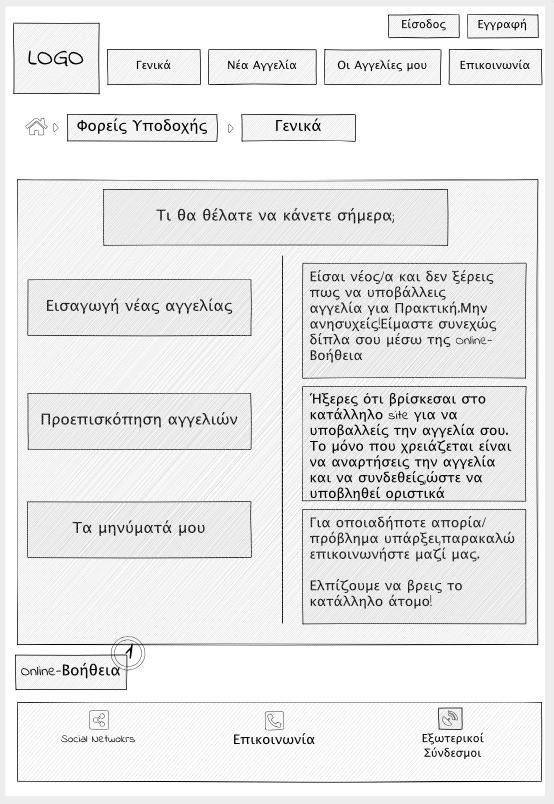 Είσοδος
Εγγραφή
LOGO
Γενικά
Νέα Αγγελία
Οι Αγγελίες μου
Επικοινωνία
Φορείς Υποδοχής
Γενικά
Τι θα θέλατε να κάνετε σήμερα;
Εισαγωγή νέας αγγελίας
Προεπισκόπηση αγγελιών
Τα μηνύματά μου
Είσαι νέος/α και δεν ξέρεις
πως να υποβάλλεις
αγγελία για Πρακτική.Μην
ανησυχείς!Είμαστε συνεχώς
δίπλα σου μέσω της online-
Βοήθεια
Ήξερες ότι βρίσκεσαι στο
κατάλληλο site για να
υποβαλλείς την αγγελία σου.
Το μόνο που χρειάζεται είναι
να αναρτήσεις την αγγελία
και να συνδεθείς,ώστε να
υποβληθεί οριστικά
Για οποιαδήποτε απορία/
πρόβλημα υπάρξει,παρακαλώ
επικοινωνήστε μαζί μας.
Ελπίζουμε να βρεις το
κατάλληλο άτομο!
1
online-Βοήθεια
Social Netwokrs
Επικοινωνία
Εξωτερικοί
Σύνδεσμοι